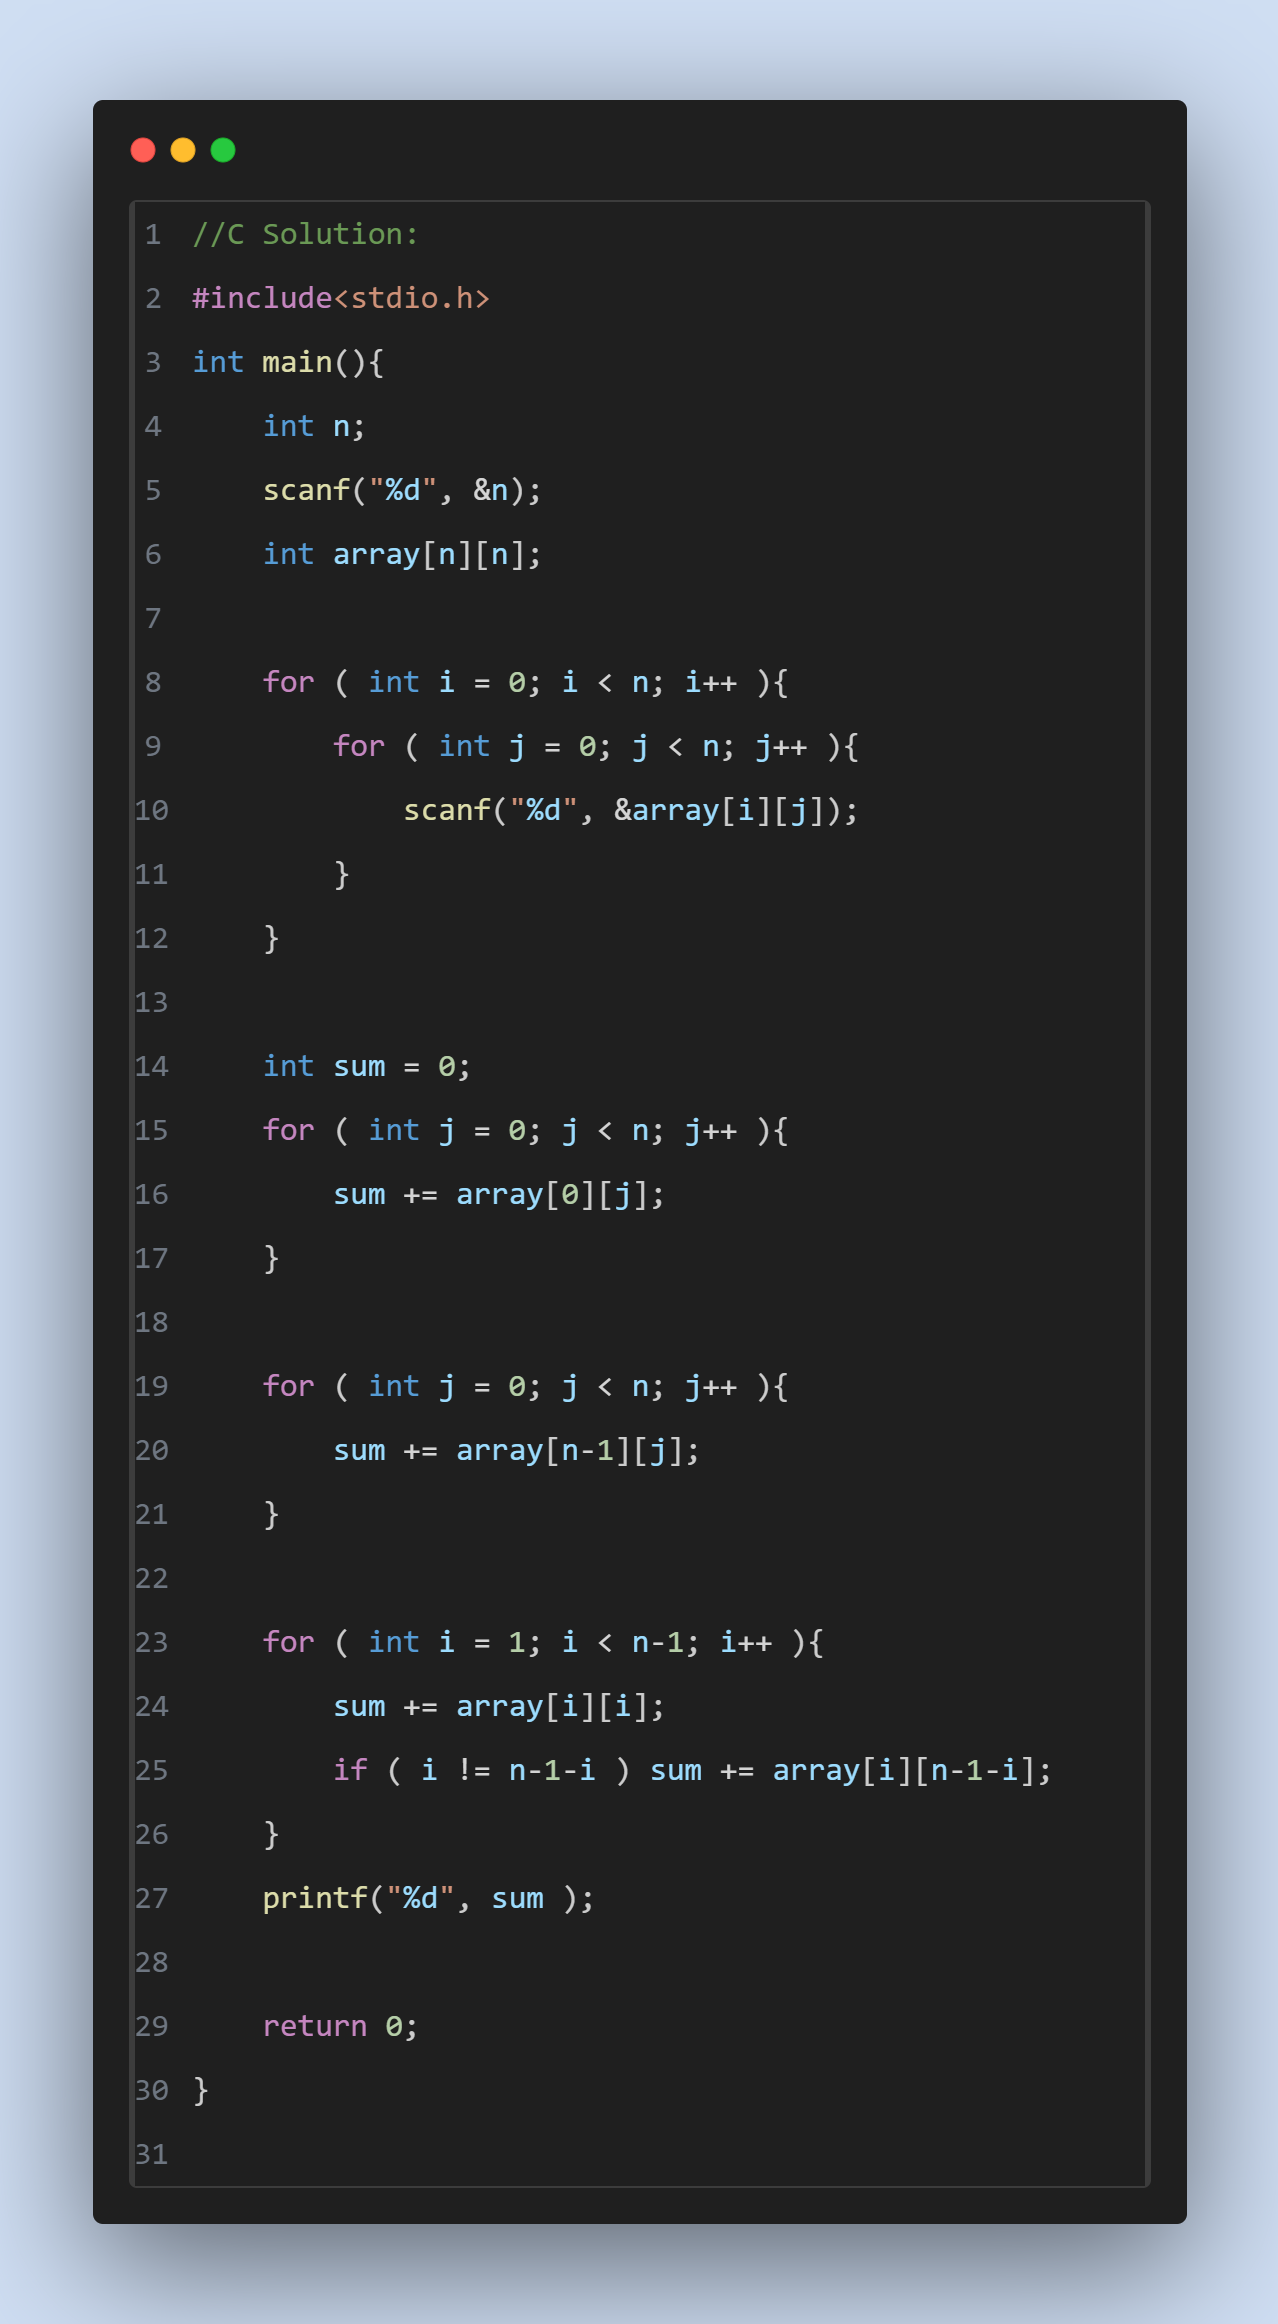 1 //C Solution:
2 #include<stdio.h>
3 int main(){
4     int n;
5     scanf("%d", &n);
6     int array[n][n];
7
8     for ( int i = 0; i < n; i++ ){
9         for ( int j = 0; j < n; j++ ){
10             scanf("%d", &array[i][j]);
11         }
12     }
13
14     int sum = 0;
15     for ( int j = 0; j < n; j++ ){
16         sum += array[0][j];
17     }
18
19     for ( int j = 0; j < n; j++ ){
20         sum += array[n-1][j];
21     }
22
23     for ( int i = 1; i < n-1; i++ ){
24         sum += array[i][i];
25         if ( i != n-1-i ) sum += array[i][n-1-i];
26     }
27     printf("%d", sum );
28
29     return 0;
30 }
31